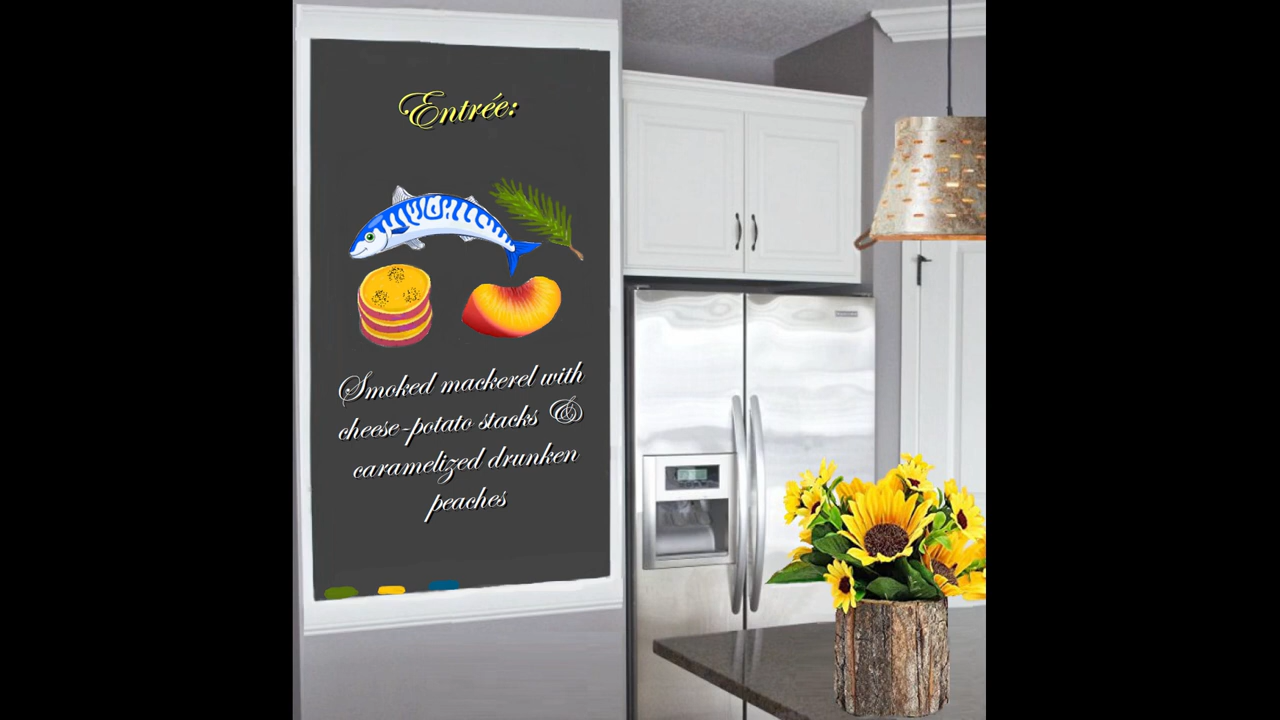 Entrée:
Smoked mackerel with
cheese-potato stacks &
caramelized drunken
peaches